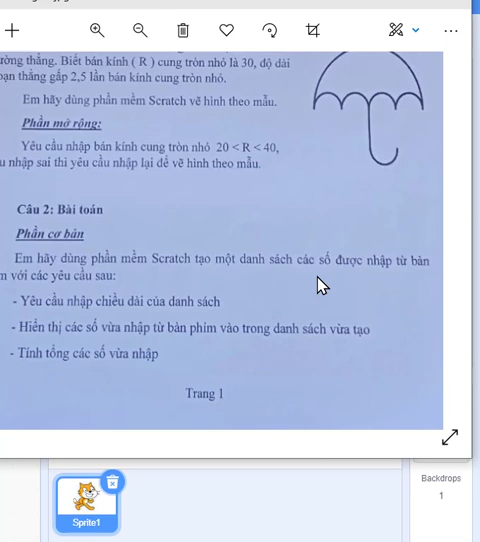 ường thẳng. Biết bán kính ( R ) cung tròn nhỏ là 30, độ dài
oạn thẳng gấp 2,5 lần bán kính cung tròn nhỏ.
Em hãy dùng phần mềm Scratch vẽ hình theo mẫu.
Phần mở rộng:
Yêu cầu nhập bán kính cung tròn nhỏ 20 < R < 40,
u nhập sai thì yêu cầu nhập lại để vẽ hình theo mẫu.
Câu 2: Bài toán
Phần cơ bản
Em hãy dùng phần mềm Scratch tạo một danh sách các số được nhập từ bàn
m với các yêu cầu sau:
- Yêu cầu nhập chiều dài của danh sách
- Hiển thị các số vừa nhập từ bàn phím vào trong danh sách vừa tạo
- Tính tổng các số vừa nhập
Trang 1
Backdrops
1
Sprite1